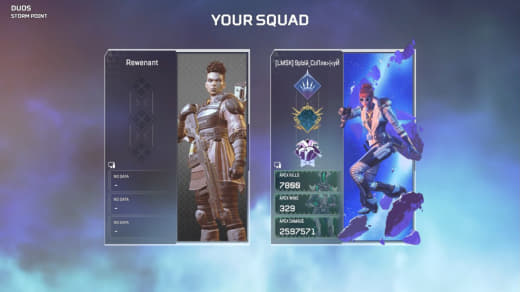 DUOS
STORM POINT
YOUR SQUAD
Rewenant
NO DATA
-
NO DATA
-
NO DATA
-
APEX KILLS
7800
APEX WINS
329
APEX DAMAGE
2597571